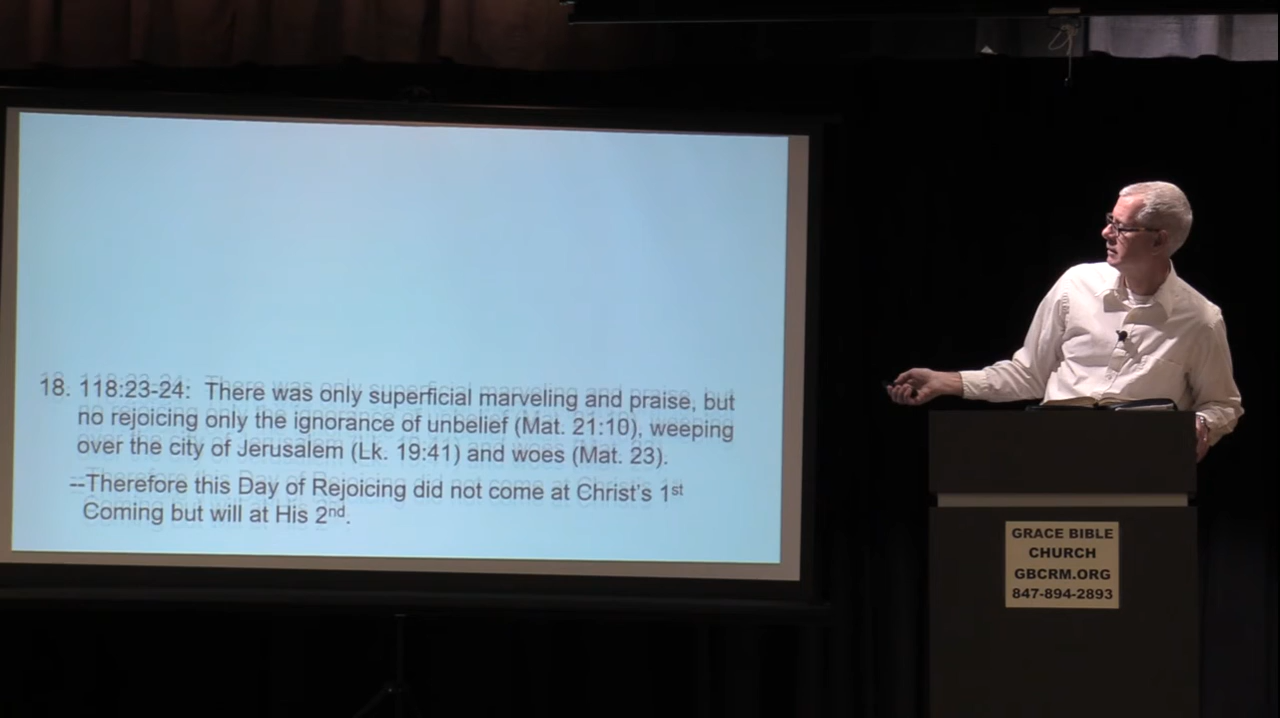 18. 118:23-24: There was only superficial marveling and praise, but
no rejoicing only the ignorance of unbelief (Mat. 21:10), weeping
over the city of Jerusalem (Lk. 19:41) and woes (Mat. 23).
--Therefore this Day of Rejoicing did not come at Christ's 1st
Coming but will at His 2nd.
GRACE BIBLE
CHURCH
GBCRM.ORG
847-894-2893